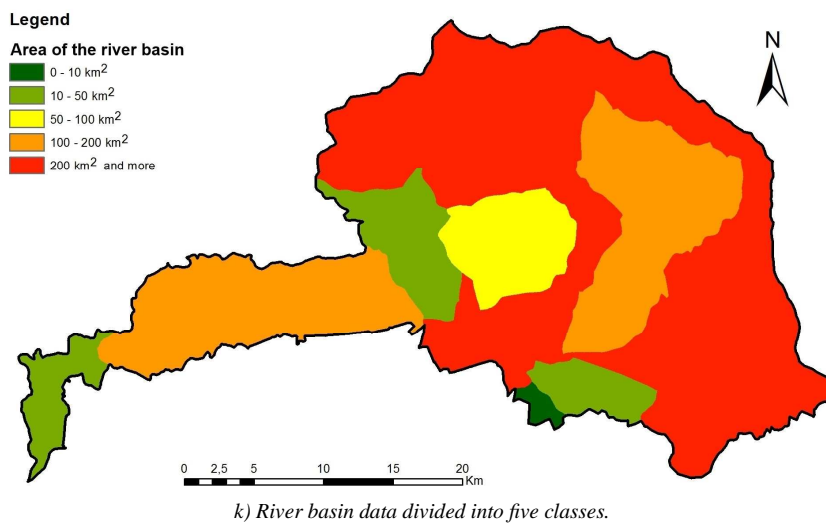 Legend
Area of the river basin
0 - 10 km²
10 - 50 km²
50 - 100 km²
100 - 200 km²
200 km² and more
N
0 2,5 5 10 15 20
Km
k) River basin data divided into five classes.